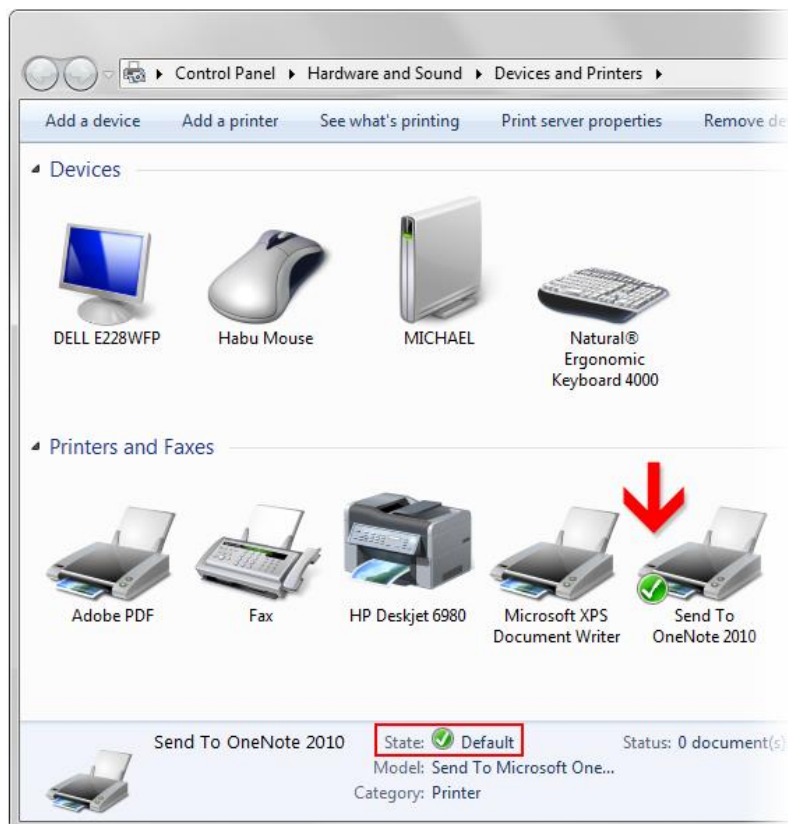 Control Panel ▸ Hardware and Sound ▸ Devices and Printers ▸
Add a device Add a printer See what's printing Print server properties Remove de
Devices
DELL E228WFP Habu Mouse MICHAEL Natural®
Ergonomic
Keyboard 4000
Printers and Faxes
Adobe PDF Fax HP Deskjet 6980 Microsoft XPS Send To
Document Writer OneNote 2010
Send To OneNote 2010 State: Default Status: 0 document(s)
Model: Send To Microsoft One...
Category: Printer